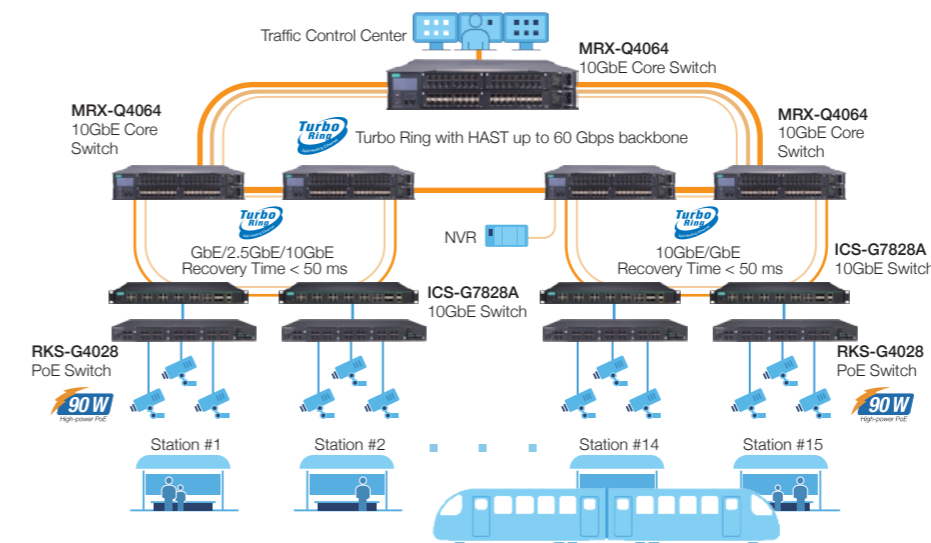 Traffic Control Center
MRX-Q4064
10GbE Core Switch
MRX-Q4064
10GbE Core
Switch
MRX-Q4064
10GbE Core
Switch
Turbo
Ring
Turbo Ring with HAST up to 60 Gbps backbone
Turbo
Ring
GbE/2.5GbE/10GbE
Recovery Time < 50 ms
NVR
Turbo
Ring
10GbE/GbE
Recovery Time < 50 ms
ICS-G7828A
10GbE Switch
ICS-G7828A
10GbE Switch
RKS-G4028
PoE Switch
90 W
High-power PoE
RKS-G4028
PoE Switch
90 W
High-power PoE
Station #1
Station #2
Station #14
Station #15